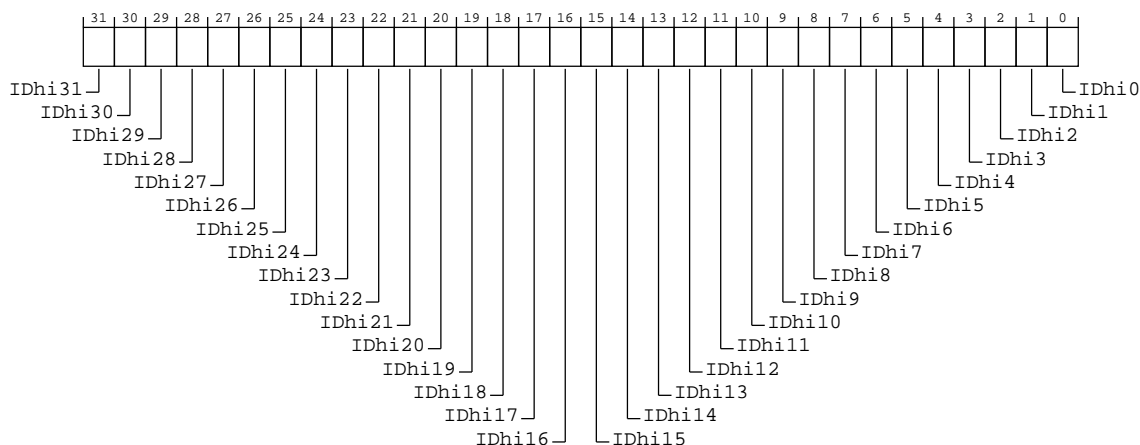 31 30 29 28 27 26 25 24 23 22 21 20 19 18 17 16 15 14 13 12 11 10 9 8 7 6 5 4 3 2 1 0
IDhi31 IDhi0
IDhi30 IDhi1
IDhi29 IDhi2
IDhi28 IDhi3
IDhi27 IDhi4
IDhi26 IDhi5
IDhi25 IDhi6
IDhi24 IDhi7
IDhi23 IDhi8
IDhi22 IDhi9
IDhi21 IDhi10
IDhi20 IDhi11
IDhi19 IDhi12
IDhi18 IDhi13
IDhi17 IDhi14
IDhi16 IDhi15